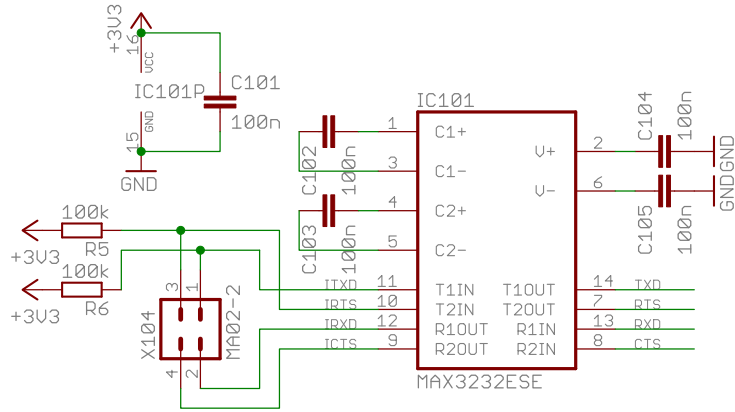 +3V3
16
VCC
IC101P
GND
15
GND
C101
100n
IC101
C102
100n
C103
100n
1
C1+
3
C1-
4
C2+
5
C2-
V+
2
V-
6
C104
100n
GND
C105
100n
GND
100k
R5
+3V3
100k
R6
+3V3
X104
MA02-2
3
1
4
2
ITXD
11
T1IN
T1OUT
14
TXD
IRTS
10
T2IN
T2OUT
7
RTS
IRXD
12
R1OUT
R1IN
13
RXD
ICTS
9
R2OUT
R2IN
8
CTS
MAX3232ESE